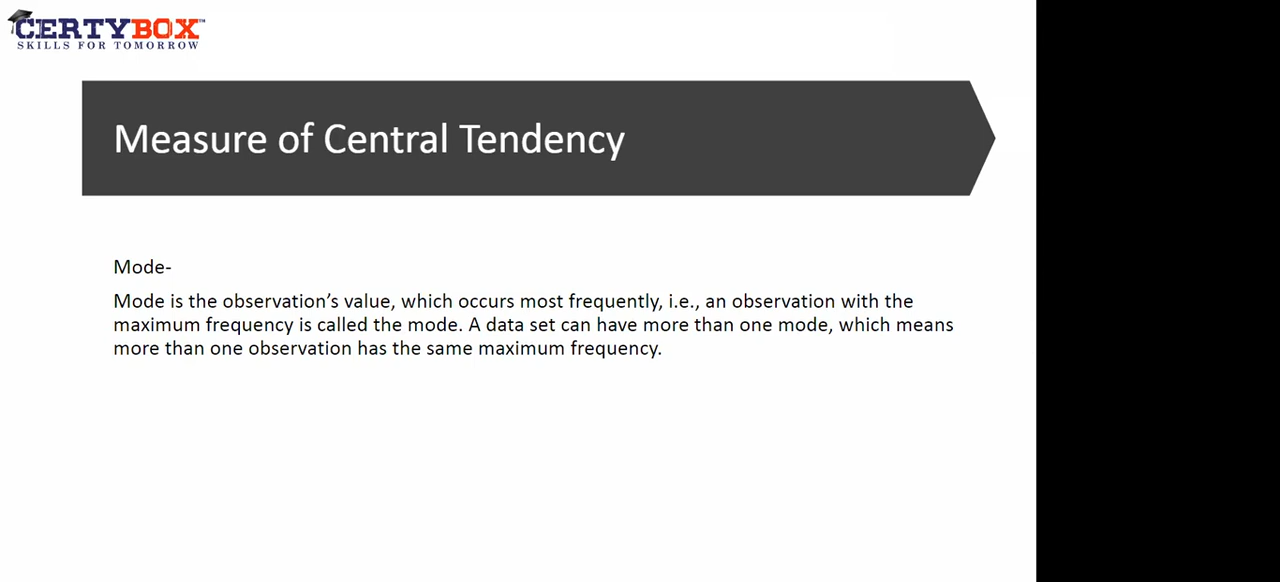 CERTYBOX™
SKILLS FOR TOMORROW
Measure of Central Tendency
Mode-
Mode is the observation’s value, which occurs most frequently, i.e., an observation with the
maximum frequency is called the mode. A data set can have more than one mode, which means
more than one observation has the same maximum frequency.